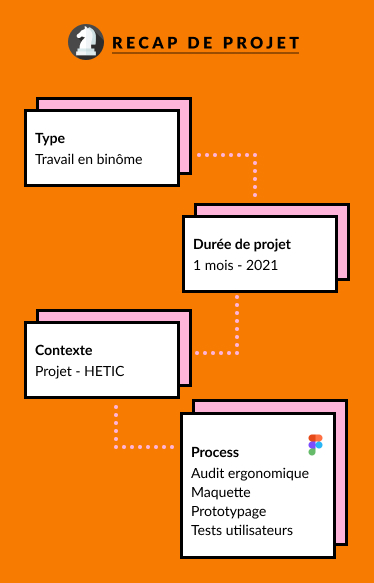 RECAP DE PROJET
Type
Travail en binôme
Durée de projet
1 mois - 2021
Contexte
Projet - HETIC
Process
Audit ergonomique
Maquette
Prototypage
Tests utilisateurs